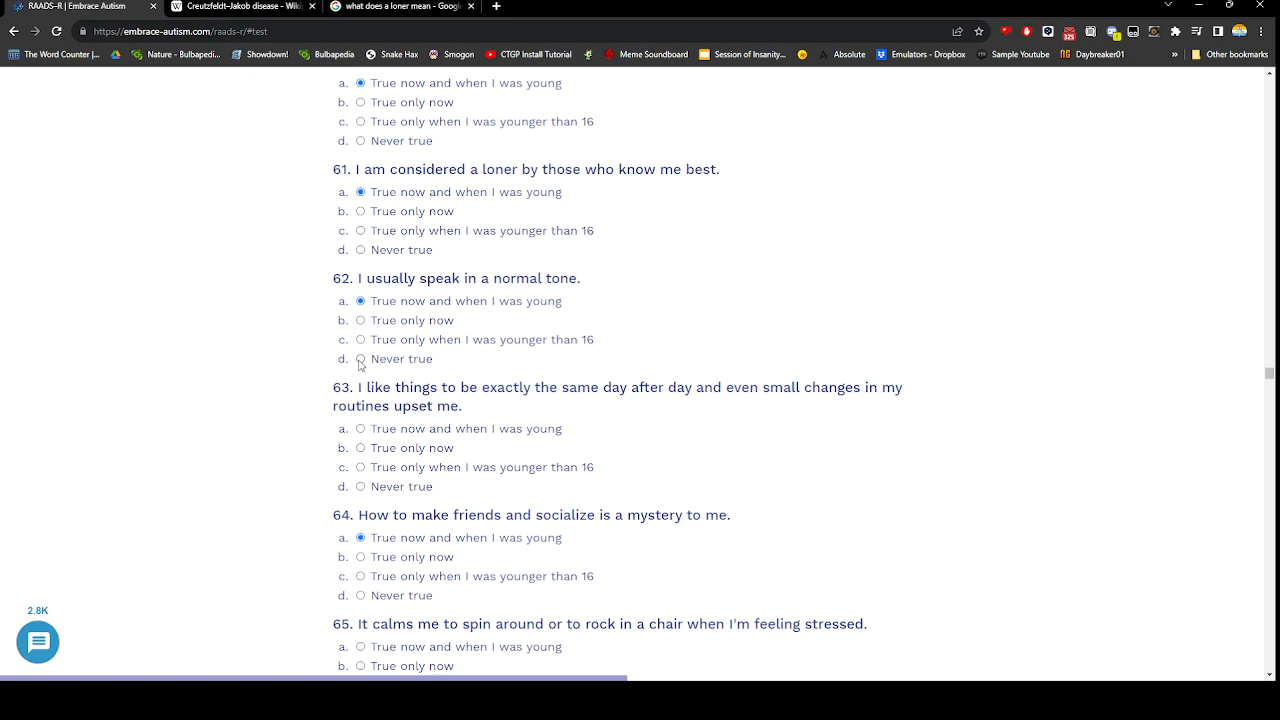 RAADS-R | Embrace Autism
Creutzfeldt–Jakob disease - Wiki
what does a loner mean - Google
https://embrace-autism.com/raads-r/#test
325
The Word Counter |...
Nature - Bulbapedi...
Showdown!
Bulbapedia
Snake Hax
Smogon
CTGP Install Tutorial
Meme Soundboard
Session of Insanity...
Absolute
Emulators - Dropbox
Sample Youtube
Daybreaker01
»
Other bookmarks
a. True now and when I was young
b. True only now
c. True only when I was younger than 16
d. Never true
61. I am considered a loner by those who know me best.
a. True now and when I was young
b. True only now
c. True only when I was younger than 16
d. Never true
62. I usually speak in a normal tone.
a. True now and when I was young
b. True only now
c. True only when I was younger than 16
d. Never true
63. I like things to be exactly the same day after day and even small changes in my
routines upset me.
a. True now and when I was young
b. True only now
c. True only when I was younger than 16
d. Never true
64. How to make friends and socialize is a mystery to me.
a. True now and when I was young
b. True only now
c. True only when I was younger than 16
d. Never true
65. It calms me to spin around or to rock in a chair when I'm feeling stressed.
a. True now and when I was young
b. True only now
2.8K